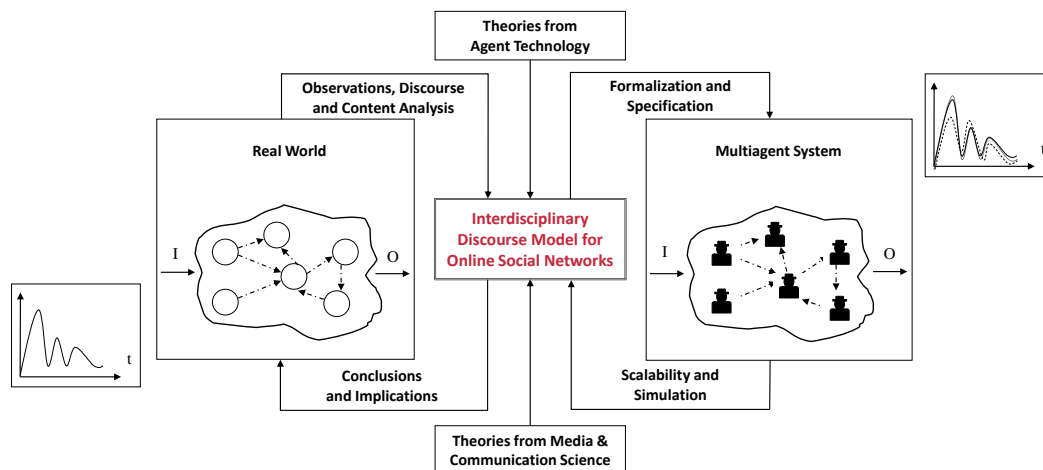 Theories from
Agent Technology
Observations, Discourse
and Content Analysis
Formalization and
Specification
Real World
Multiagent System
t
Interdisciplinary
Discourse Model for
Online Social Networks
I
O
I
O
t
Conclusions
and Implications
Scalability and
Simulation
Theories from Media &
Communication Science